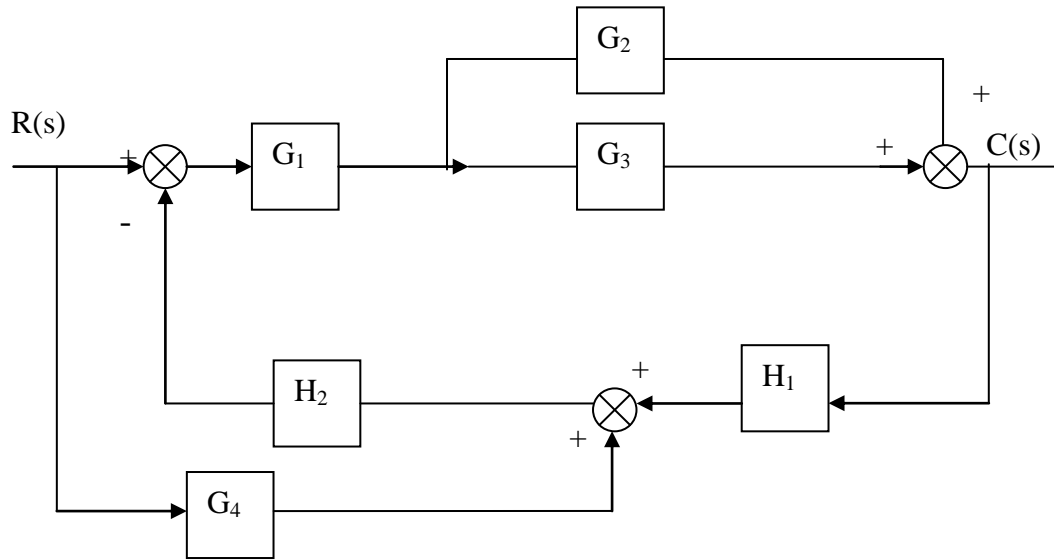 G₂
+
R(s)
+
G₁
G₃
+
C(s)
-
H₂
+
H₁
+
G₄